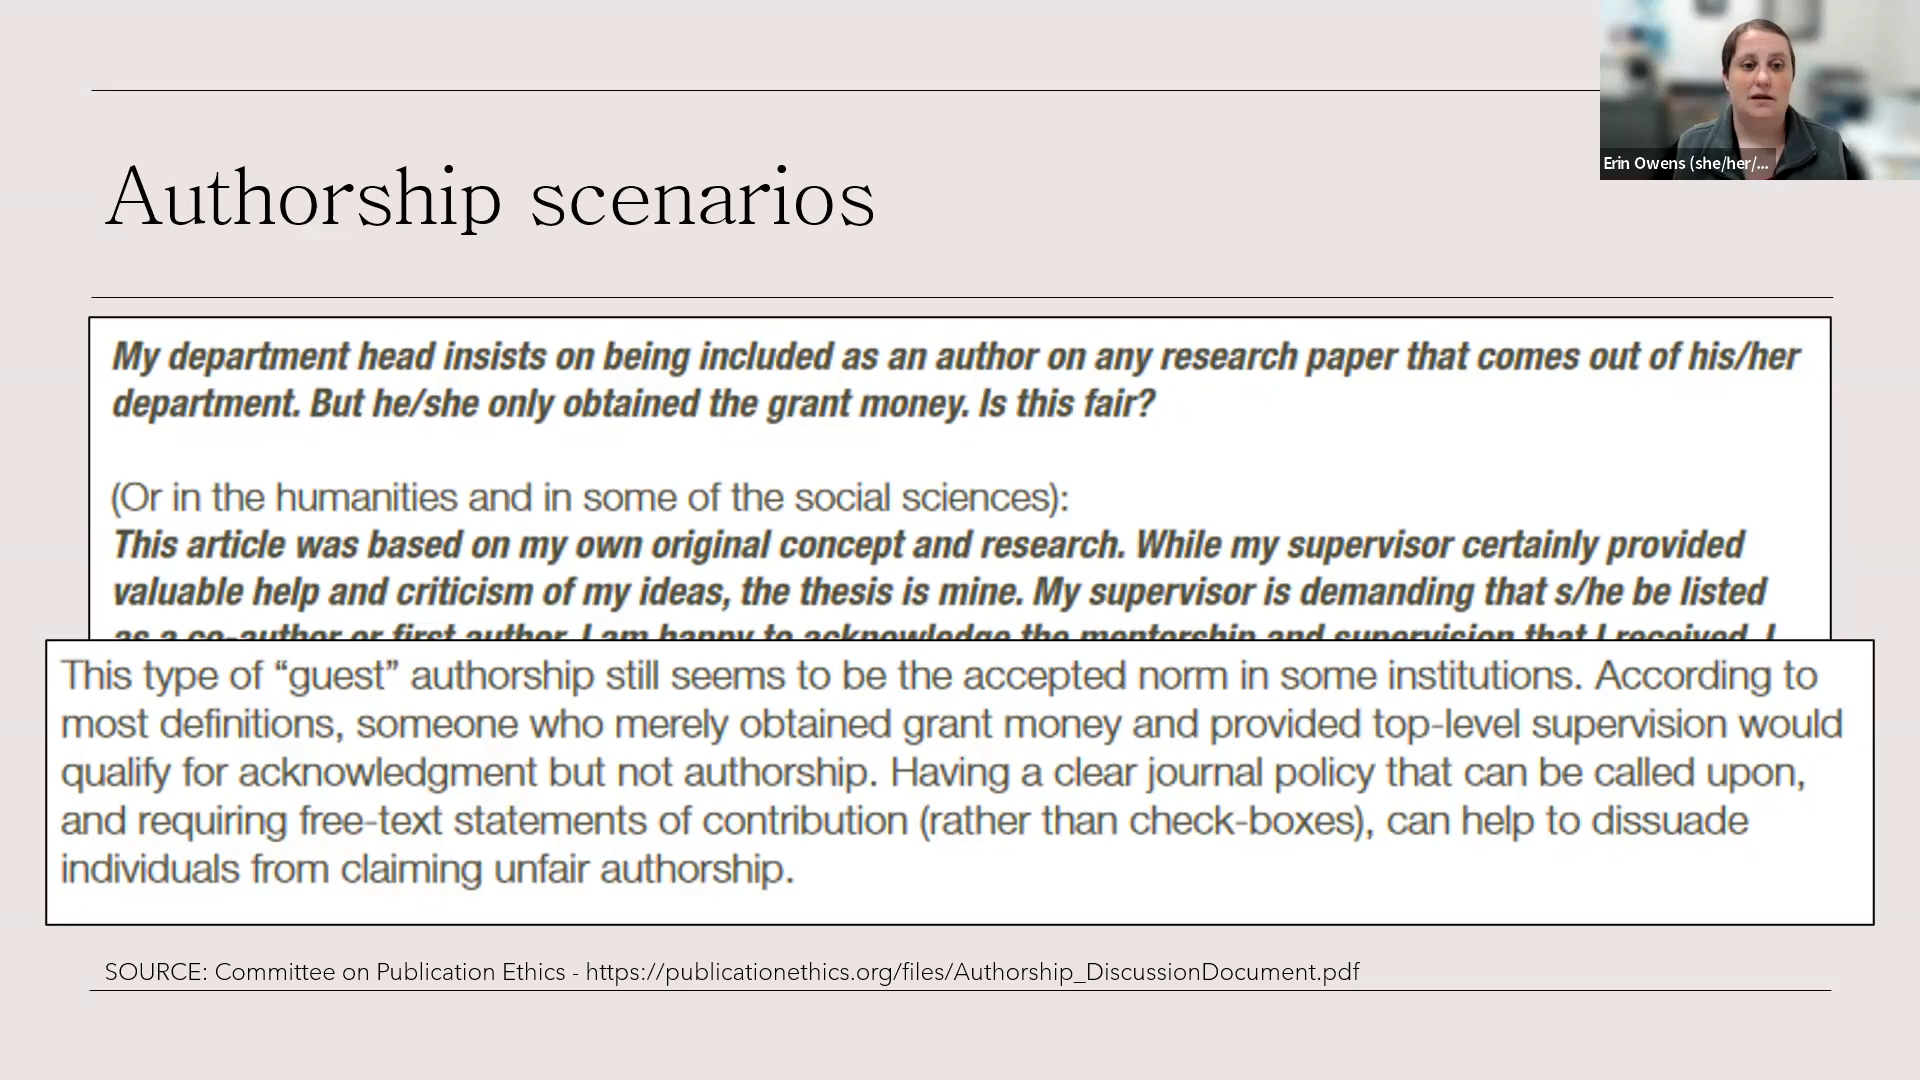 Erin Owens (she/her/...
Authorship scenarios
My department head insists on being included as an author on any research paper that comes out of his/her
department. But he/she only obtained the grant money. Is this fair?
(Or in the humanities and in some of the social sciences):
This article was based on my own original concept and research. While my supervisor certainly provided
valuable help and criticism of my ideas, the thesis is mine. My supervisor is demanding that s/he be listed
as a co-author or first author. I am happy to acknowledge the mentorship and supervision that I received. I
This type of “guest” authorship still seems to be the accepted norm in some institutions. According to
most definitions, someone who merely obtained grant money and provided top-level supervision would
qualify for acknowledgment but not authorship. Having a clear journal policy that can be called upon,
and requiring free-text statements of contribution (rather than check-boxes), can help to dissuade
individuals from claiming unfair authorship.
SOURCE: Committee on Publication Ethics - https://publicationethics.org/files/Authorship_DiscussionDocument.pdf